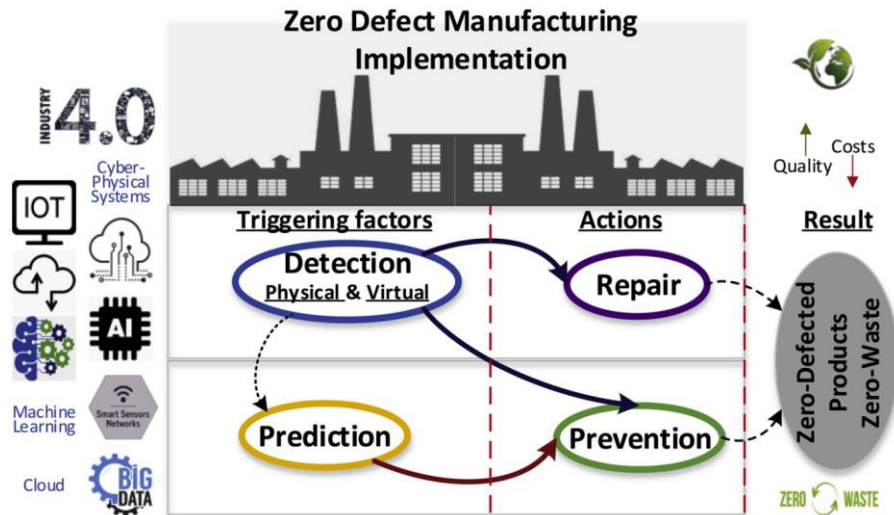 Zero Defect Manufacturing
Implementation
INDUSTRY
4.0
Cyber-
Physical
Systems
IOT
AI
Machine
Learning
Smart Sensors
Networks
Cloud
BIG
DATA
Triggering factors
Actions
Detection
Physical & Virtual
Repair
Prediction
Prevention
Quality
Costs
Result
Zero-Defected
Products
Zero-Waste
ZERO WASTE